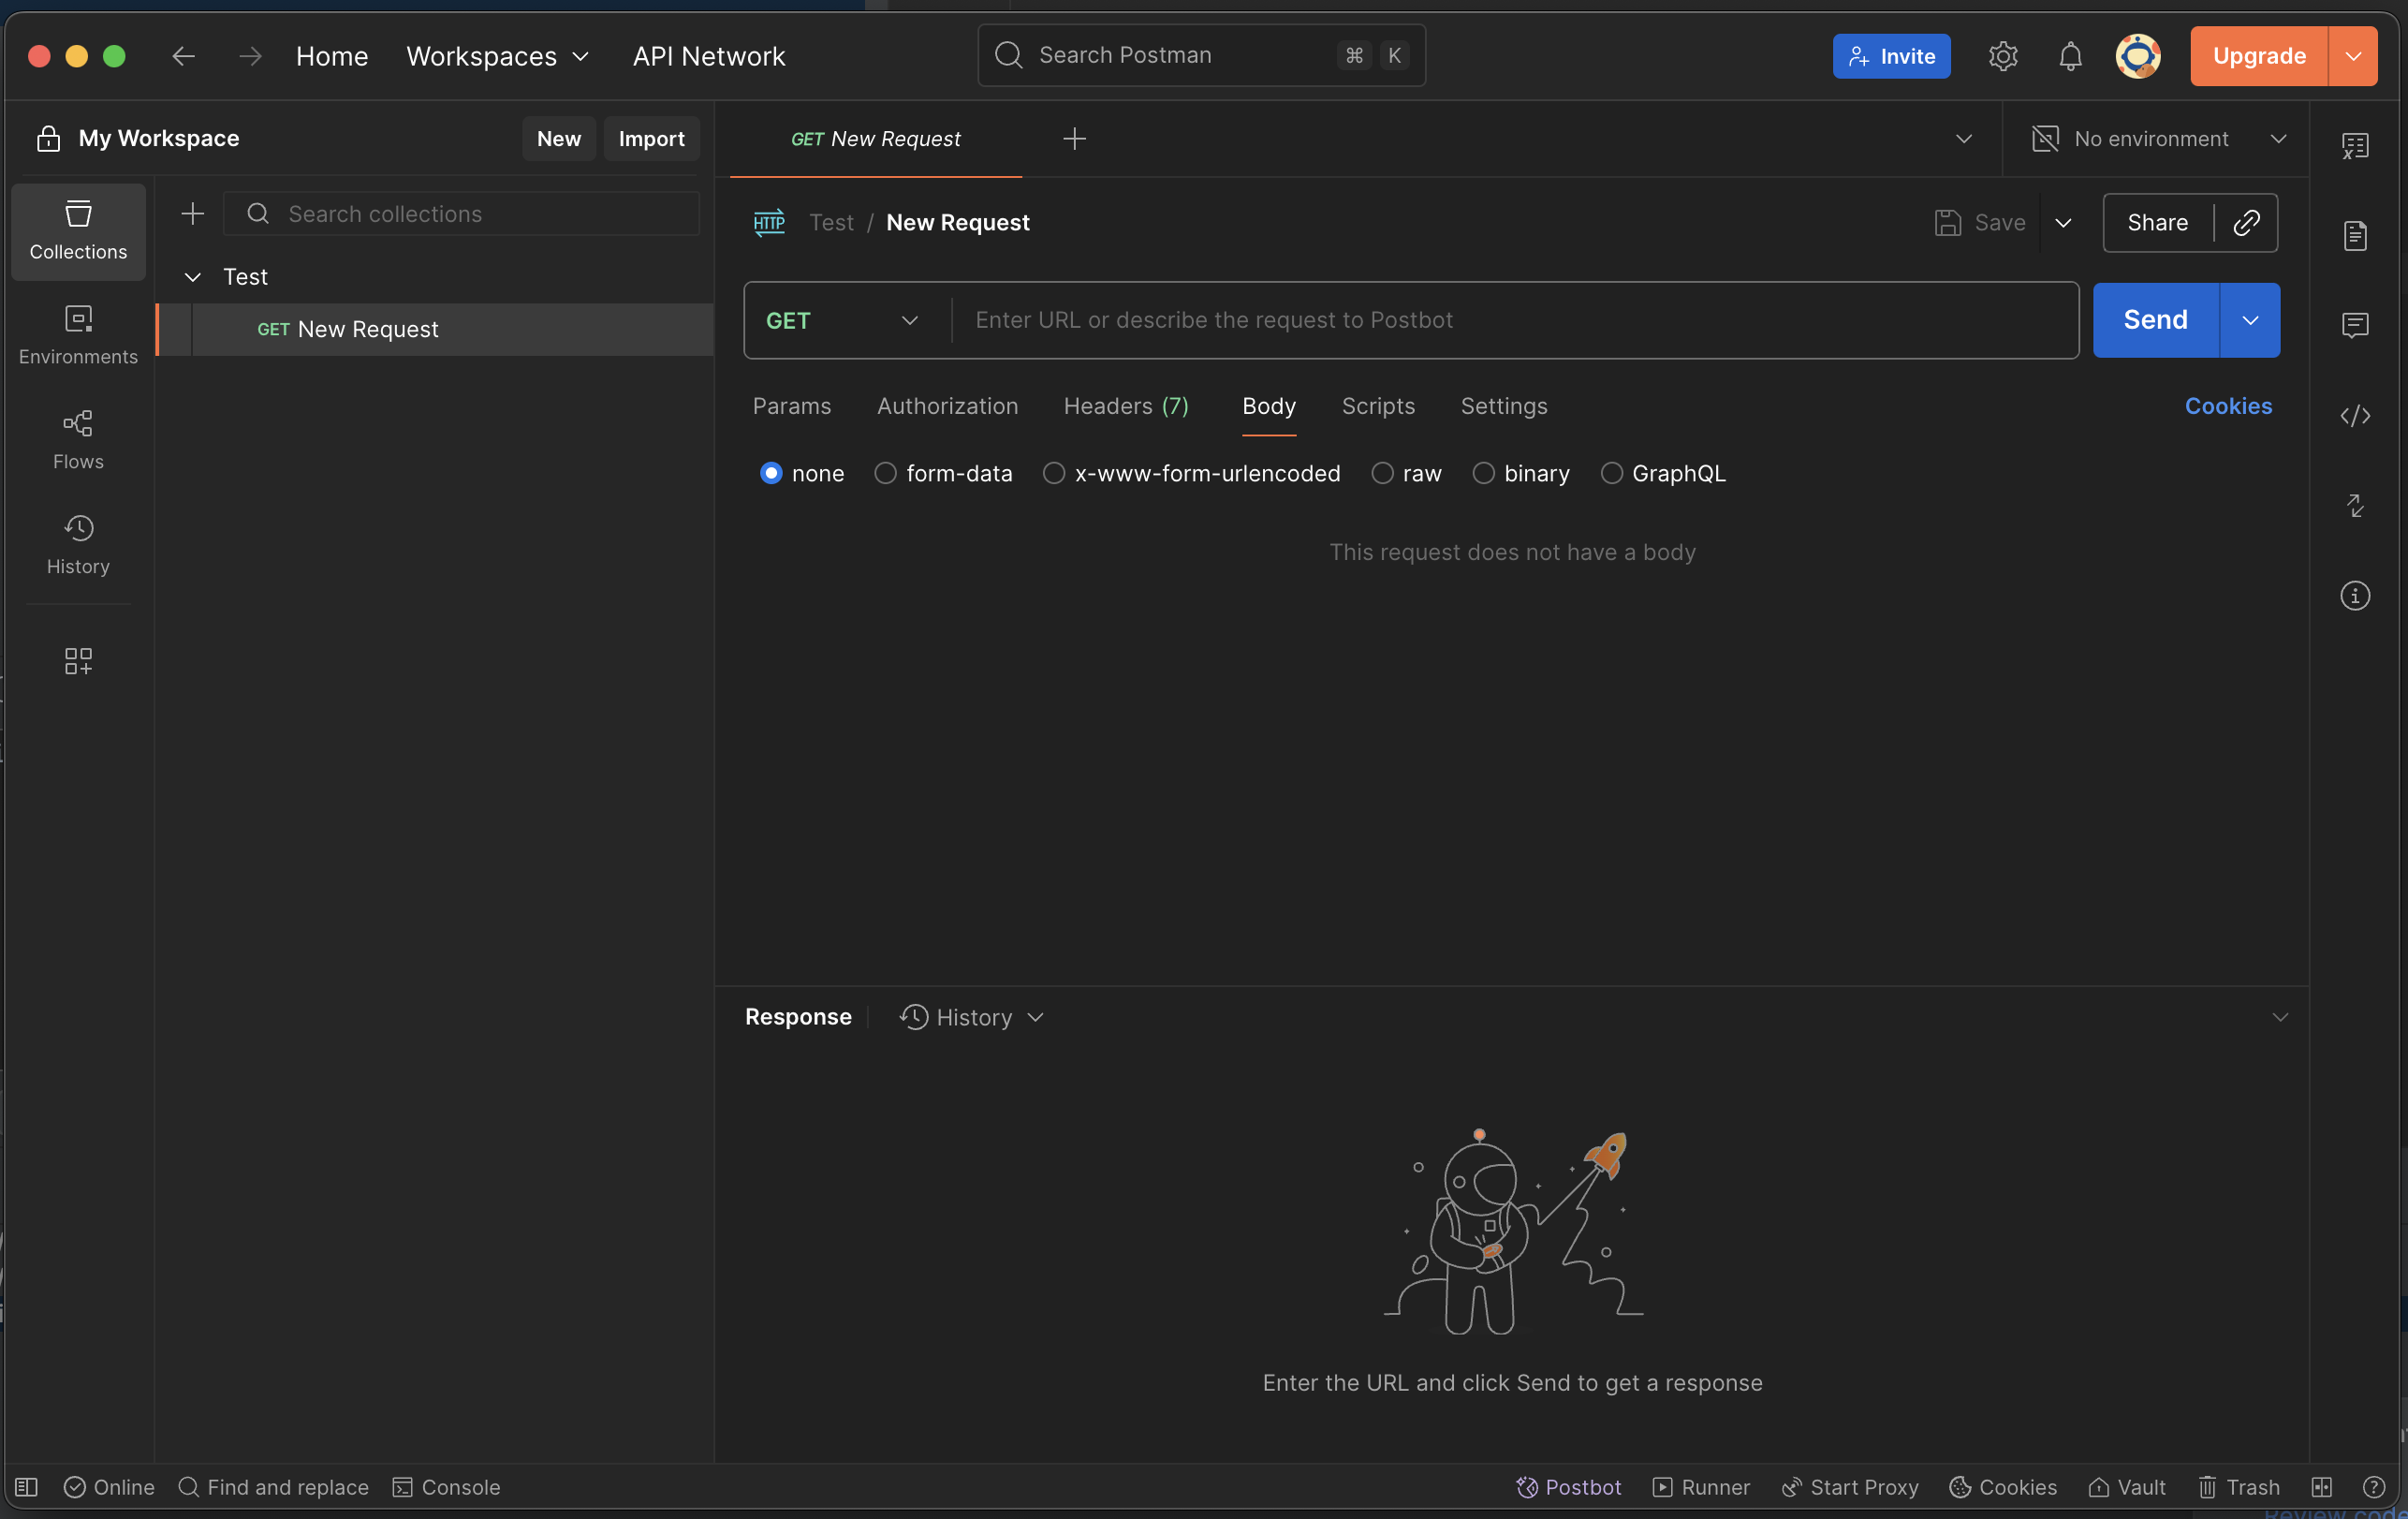 Home Workspaces API Network Search Postman ⌘ K Invite Upgrade
My Workspace New Import GET New Request No environment
Search collections
Collections
Test
GET New Request
Environments
Flows
History
HTTP Test / New Request Save Share
GET Enter URL or describe the request to Postbot Send
Params Authorization Headers (7) Body Scripts Settings Cookies
none form-data x-www-form-urlencoded raw binary GraphQL
This request does not have a body
Response History
Enter the URL and click Send to get a response
Online Find and replace Console Postbot Runner Start Proxy Cookies Vault Trash
Review code